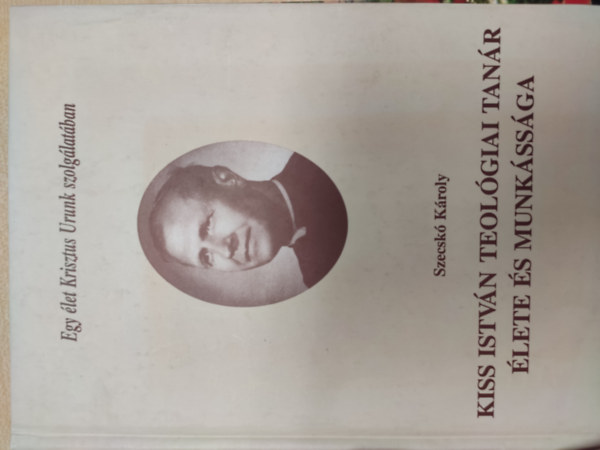 Egy élet Krisztus Urunk szolgálatában
Szecskó Károly
KISS ISTVÁN TEOLÓGIAI TANÁR
ÉLETE ÉS MUNKÁSSÁGA